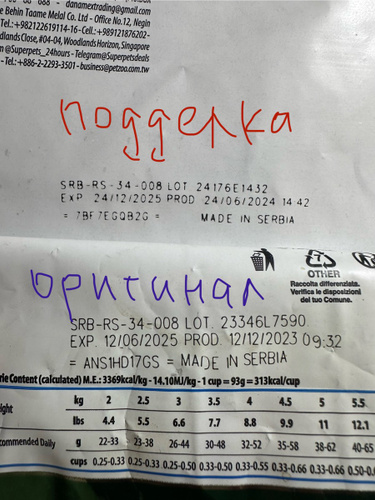 danamextrading@gmail.com
e Behin Taame Melal Co. Ltd - Office No.12, Negin
Tel.:+982122619114-16 - Cell.:+989121876202 -
dlands Close, #04-04, Woodlands Horizon, Singapore
@Superpets_24hours - Telegram@Superpetsdeals
- Tel.: +886-2-2293-3501 - business@petzoo.com.tw
подделка
SRB-RS-34-008 LOT 24176E1432
EXP 24/12/2025 PROD 24/06/2024 14 42
= 7BF7EGQB2G = MADE IN SERBIA
7
OTHER
Raccolta differenziata.
Verifica le disposizioni
del tuo Comune.
оригинал
SRB-RS-34-008 LOT. 23346L7590
EXP. 12/06/2025 PROD. 12/12/2023 09:32
= ANS1HD17GS = MADE IN SERBIA
rie Content (calculated) M.E.: 3369kcal/kg - 14.10MJ/kg - 1 cup = 93g = 313kcal/cup
ight kg 2 2.5 3 3.5 4 4.5 5 5.5
lbs 4.4 5.5 6.6 7.7 8.8 9.9 11 12.1
commended Daily g 22-33 23-38 26-44 30-48 32-52 35-58 38-62 40-65
cups 0.25-0.33 0.25-0.33 0.25-0.50 0.33-0.50 0.33-0.55 0.33-0.66 0.33-0.66 0.50-0